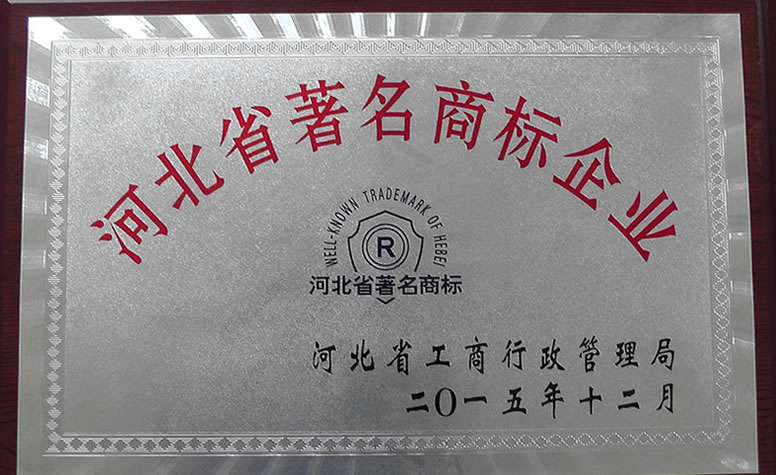 河北省著名商标企业
WELL-KNOWN TRADEMARK OF HEBEI
R
河北省著名商标
河北省工商行政管理局
二〇一五年十二月